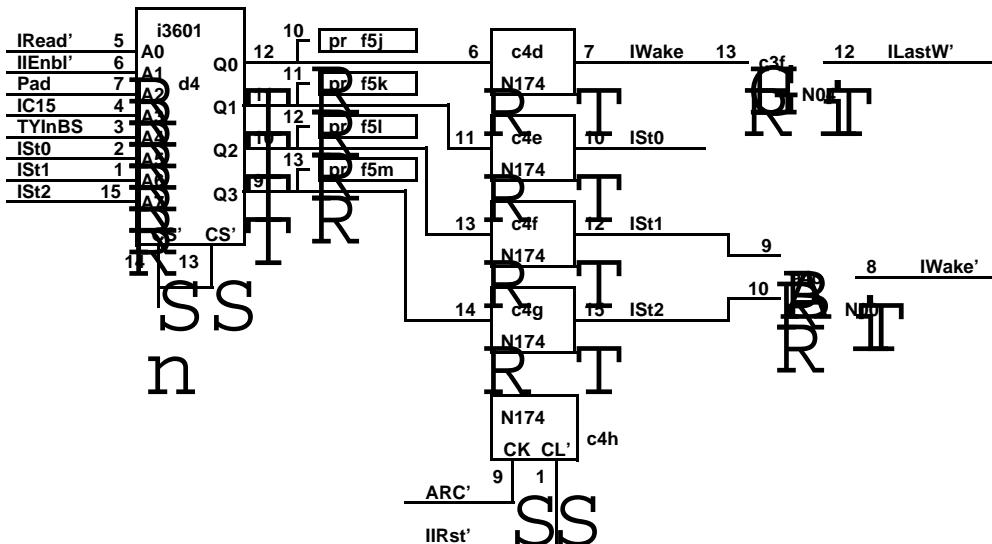 i3601
d4
IRead' 5 A0
IIEnbl' 6 A1
Pad 7 A2
IC15 4
TYInBS 3 A4
ISt0 2 A5
ISt1 1 A6
ISt2 15
Q0 12
Q1
Q2 10
Q3 9
CS' CS'
14 13
S S
n
10 pr f5j
11 pr f5k
12 pr f5l
13 pr f5m
R R R R
6 c4d 7 IWake 13
N174
R T
11 c4e 10 ISt0
N174
R T
13 c4f 12 ISt1 9
N174
R T
14 c4g 15 ISt2 10
N174
R T
N174
c4h
CK CL'
9 1
ARC'
SS
IIRst'
c3f 12 ILastW'
R T
8 IWake'
R T
R